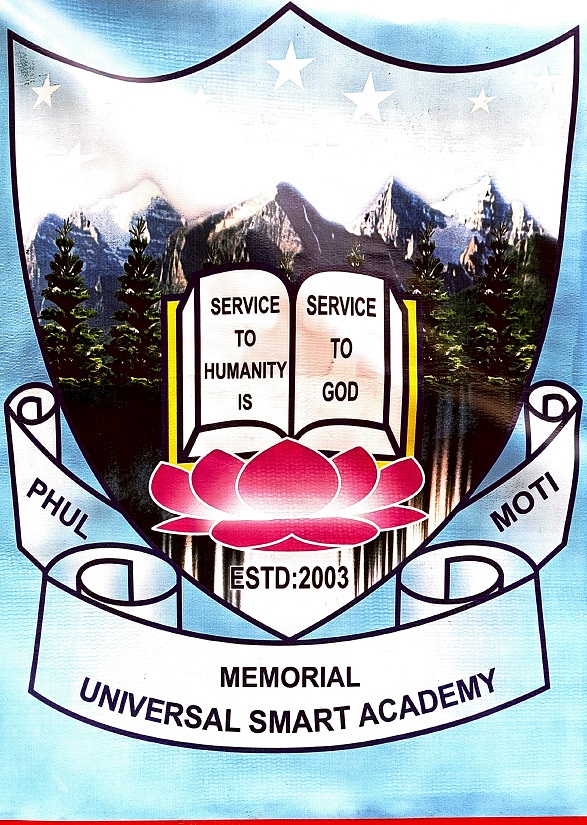 SERVICE
TO
HUMANITY
IS
SERVICE
TO
GOD
PHUL
MOTI
ESTD:2003
MEMORIAL
UNIVERSAL SMART ACADEMY